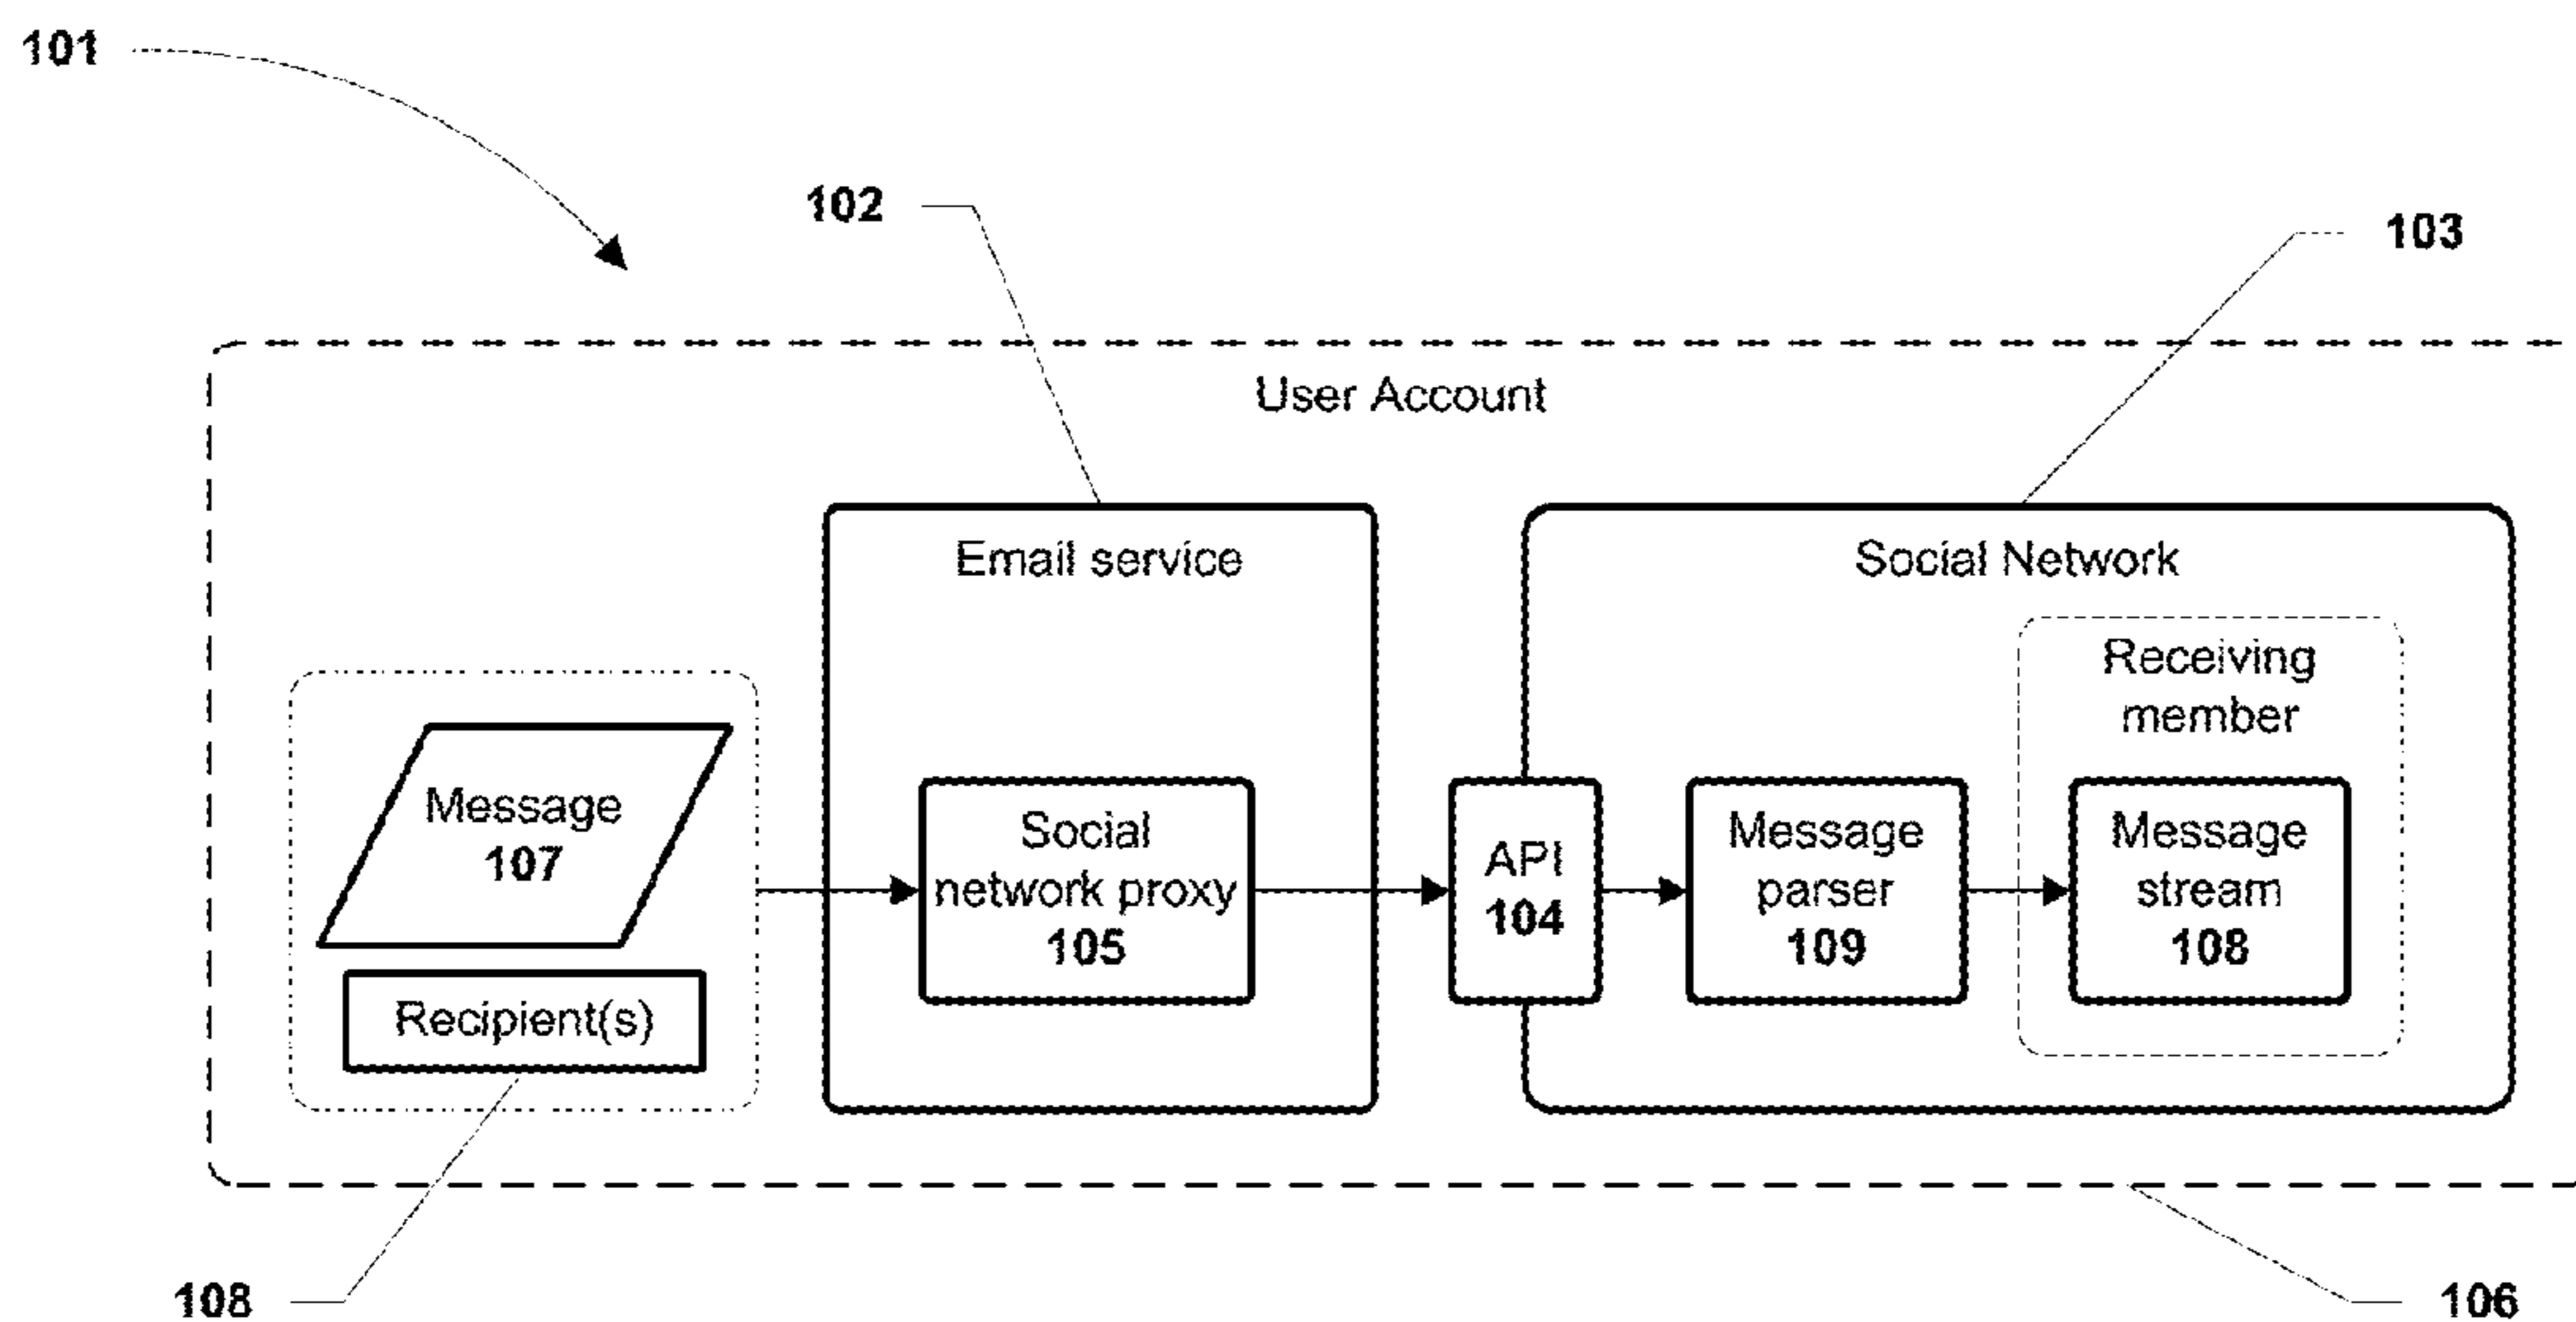 101
102
103
User Account
Email service
Social Network
Receiving
member
Message
107
Social
network proxy
105
API
104
Message
parser
109
Message
stream
108
Recipient(s)
108
106